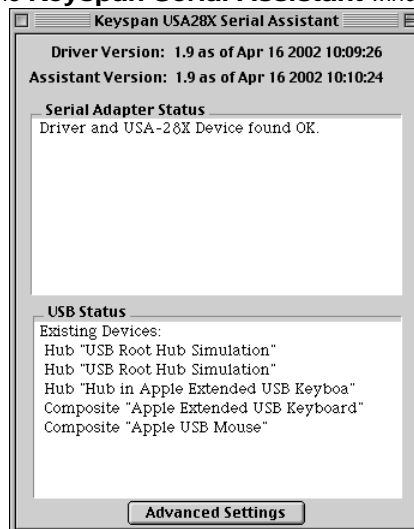 Keyspan Serial Assistant
Keyspan USA28X Serial Assistant
Driver Version: 1.9 as of Apr 16 2002 10:09:26
Assistant Version: 1.9 as of Apr 16 2002 10:10:24
Serial Adapter Status
Driver and USA-28X Device found OK.
USB Status
Existing Devices:
Hub "USB Root Hub Simulation"
Hub "USB Root Hub Simulation"
Hub "Hub in Apple Extended USB Keyboa"
Composite "Apple Extended USB Keyboard"
Composite "Apple USB Mouse"
Advanced Settings